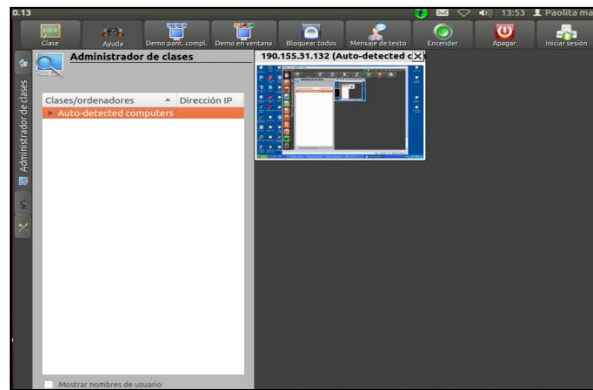 0.13
13:53 Paolita ma
Clase Ayuda Demo pant. compl. Demo en ventana Bloquear todos Mensaje de texto Encender Apagar Iniciar sesión
Administrador de clases
190.155.31.132 (Auto-detected c
Clases/ordenadores Dirección IP
Auto-detected computers
Administrador de clases
Mostrar nombres de usuario